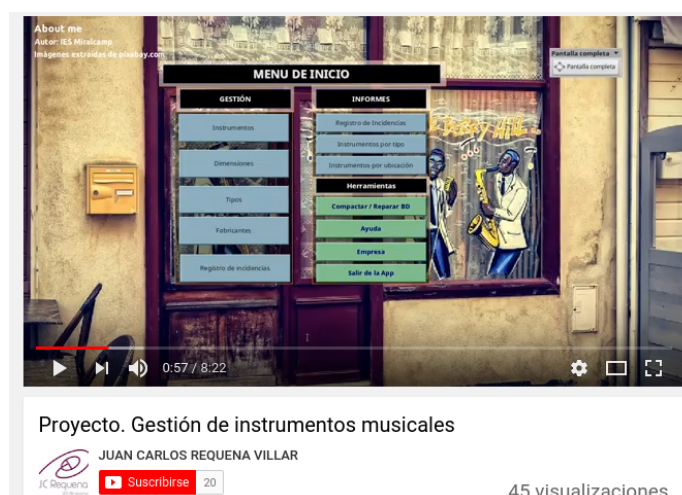 About me
Autor: IES Miralcamp
Imágenes extraidas de pixabay.com
Pantalla completa
Pantalla completa
MENU DE INICIO
GESTIÓN
Instrumentos
Dimensiones
Tipos
Fabricantes
Registro de incidencias
INFORMES
Registro de Incidencias
Instrumentos por tipo
Instrumentos por ubicación
Herramientas
Compactar / Reparar BD
Ayuda
Empresa
Salir de la App
0:57 / 8:22
Proyecto. Gestión de instrumentos musicales
JUAN CARLOS REQUENA VILLAR
JC Requena
Suscribirse 20
45 visualizaciones